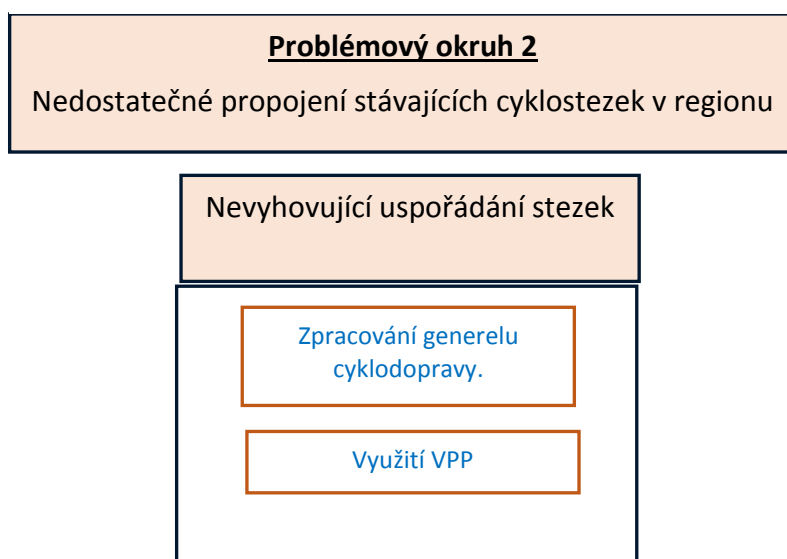 Problémový okruh 2
Nedostatečné propojení stávajících cyklostezek v regionu
Nevyhovující uspořádání stezek
Zpracování generelu
cyklodopravy.
Využití VPP